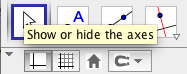 A
Show or hide the axes